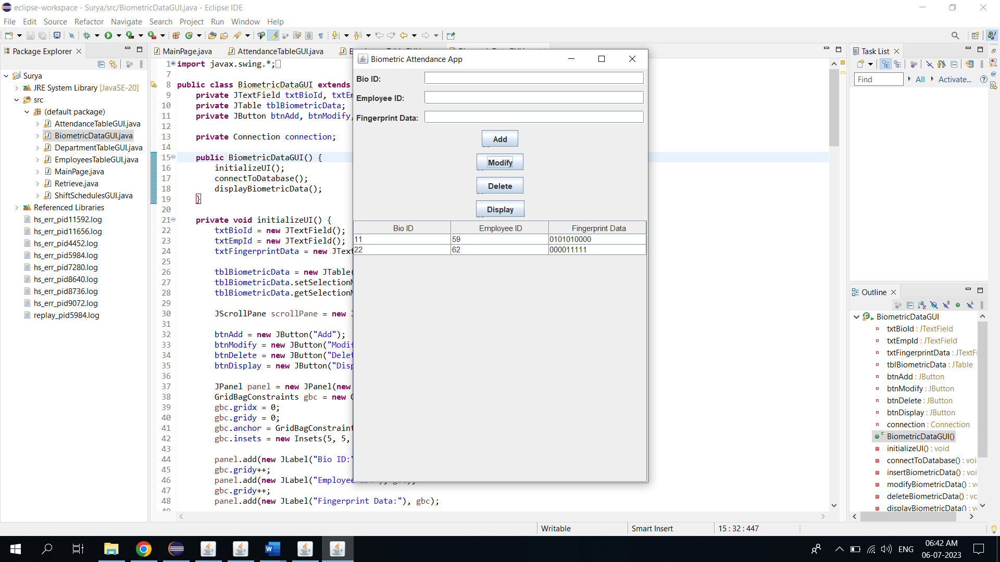 eclipse-workspace - Surya/src/BiometricDataGUI.java - Eclipse IDE
File Edit Source Refactor Navigate Search Project Run Window Help
Package Explorer
Surya
JRE System Library [JavaSE-20]
src
(default package)
AttendanceTableGUI.java
BiometricDataGUI.java
DepartmentTableGUI.java
EmployeesTableGUI.java
MainPage.java
Retrieve.java
ShiftSchedulesGUI.java
Referenced Libraries
hs_err_pid11592.log
hs_err_pid11656.log
hs_err_pid4452.log
hs_err_pid5984.log
hs_err_pid7280.log
hs_err_pid8640.log
hs_err_pid8736.log
hs_err_pid9072.log
replay_pid5984.log
MainPage.java AttendanceTableGUI.java
1 import javax.swing.*;
7
8 public class BiometricDataGUI extends
9 private JTextField txtBioId, txtEm
10 private JTable tblBiometricData;
11 private JButton btnAdd, btnModify,
12
13 private Connection connection;
14
15 public BiometricDataGUI() {
16 initializeUI();
17 connectToDatabase();
18 displayBiometricData();
19 }
20
21 private void initializeUI() {
22 txtBioId = new JTextField();
23 txtEmpId = new JTextField();
24 txtFingerprintData = new JText
25
26 tblBiometricData = new JTable(
27 tblBiometricData.setSelectionM
28 tblBiometricData.getSelectionM
29
30 JScrollPane scrollPane = new J
31
32 btnAdd = new JButton("Add");
33 btnModify = new JButton("Modif
34 btnDelete = new JButton("Delet
35 btnDisplay = new JButton("Disp
36
37 JPanel panel = new JPanel(new
38 GridBagConstraints gbc = new G
39 gbc.gridx = 0;
40 gbc.gridy = 0;
41 gbc.anchor = GridBagConstraint
42 gbc.insets = new Insets(5, 5,
43
44 panel.add(new JLabel("Bio ID:"
45 gbc.gridy++;
46 panel.add(new JLabel("Employee
47 gbc.gridy++;
48 panel.add(new JLabel("Fingerprint Data:"), gbc);
Biometric Attendance App
Bio ID:
Employee ID:
Fingerprint Data:
Add
Modify
Delete
Display
Bio ID Employee ID Fingerprint Data
11 59 0101010000
22 62 000011111
Task List
Find All Activate...
Outline
BiometricDataGUI
txtBioId : JTextField
txtEmpId : JTextField
txtFingerprintData : JTextFi
tblBiometricData : JTable
btnAdd : JButton
btnModify : JButton
btnDelete : JButton
btnDisplay : JButton
connection : Connection
BiometricDataGUI()
initializeUI() : void
connectToDatabase() : voi
insertBiometricData() : voi
modifyBiometricData() : v
deleteBiometricData() : vo
displayBiometricData() : v
Writable Smart Insert 15 : 32 : 447
ENG
06:42 AM
06-07-2023